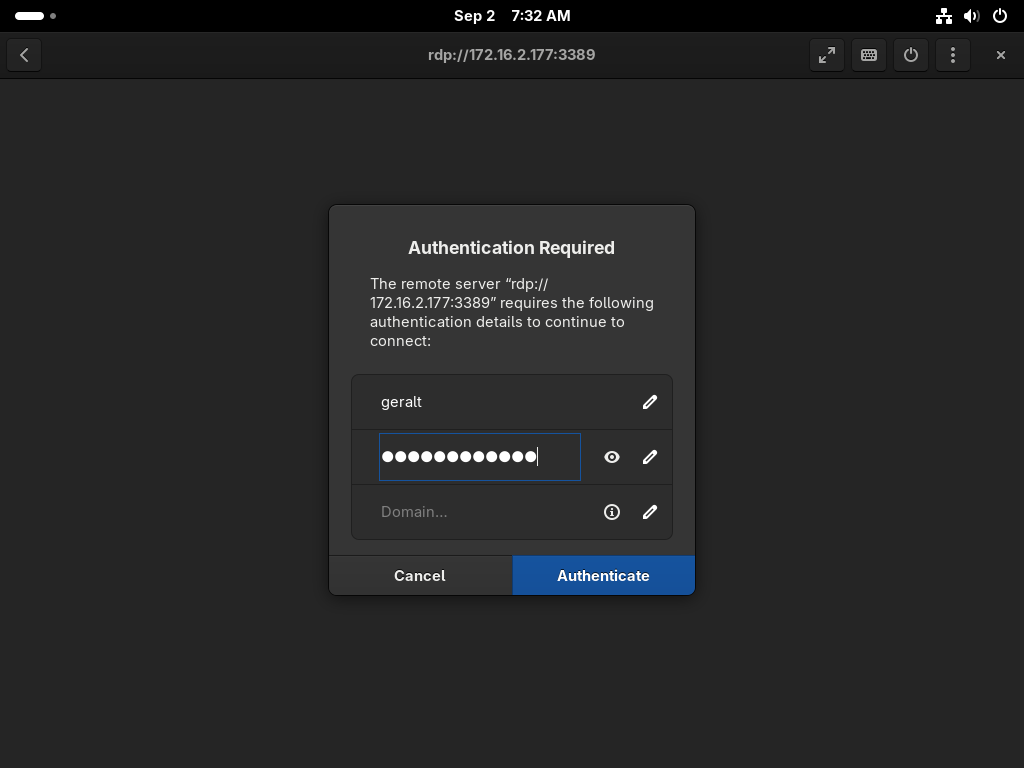 Sep 2 7:32 AM
rdp://172.16.2.177:3389
Authentication Required
The remote server “rdp://
172.16.2.177:3389” requires the following
authentication details to continue to
connect:
geralt
●●●●●●●●●●●●
Domain…
Cancel Authenticate